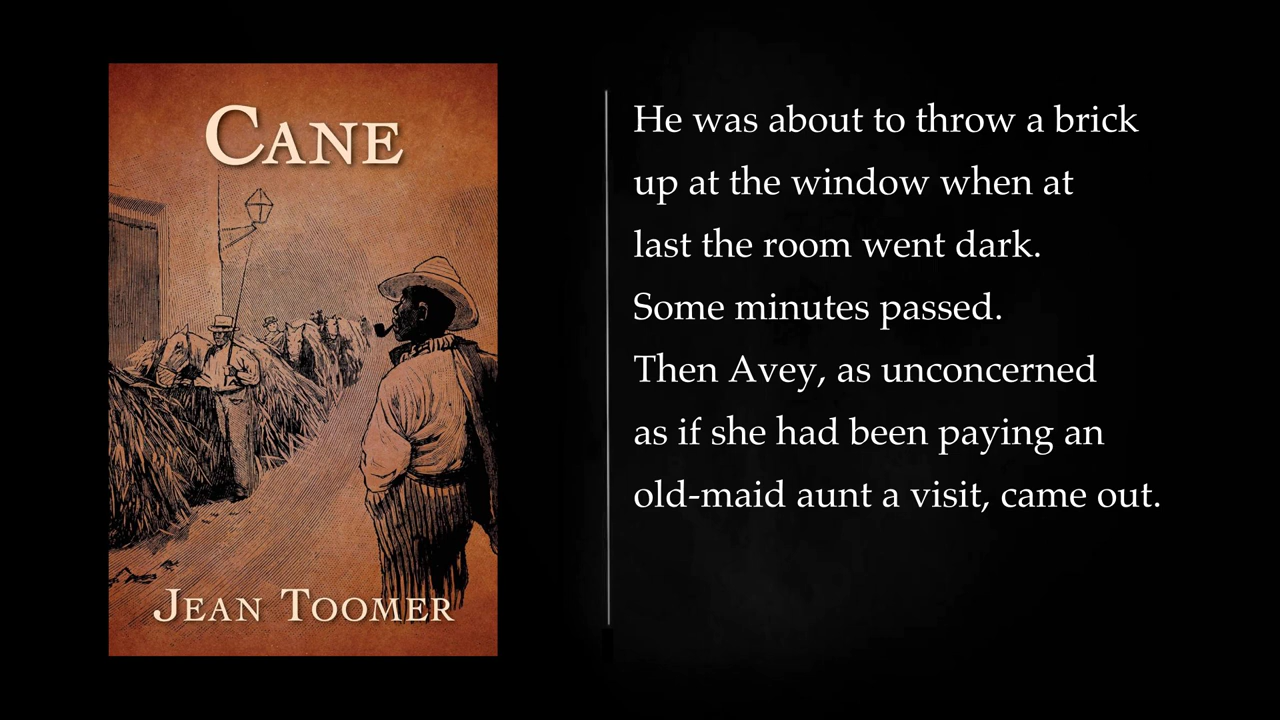 CANE
JEAN TOOMER
He was about to throw a brick
up at the window when at
last the room went dark.
Some minutes passed.
Then Avey, as unconcerned
as if she had been paying an
old-maid aunt a visit, came out.